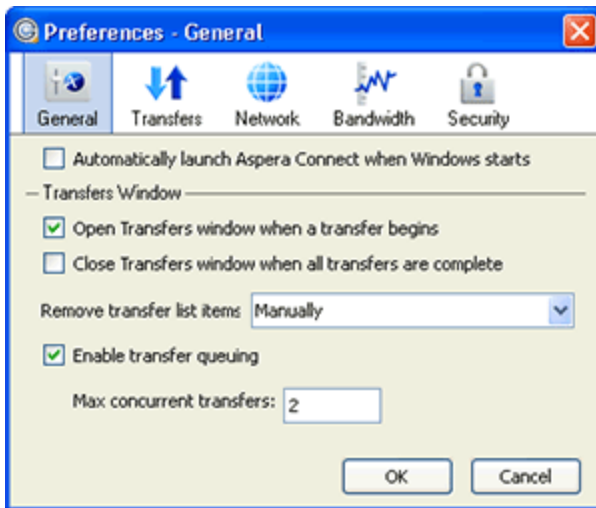 Preferences - General
General Transfers Network Bandwidth Security
Automatically launch Aspera Connect when Windows starts
Transfers Window
Open Transfers window when a transfer begins
Close Transfers window when all transfers are complete
Remove transfer list items Manually
Enable transfer queuing
Max concurrent transfers: 2
OK Cancel